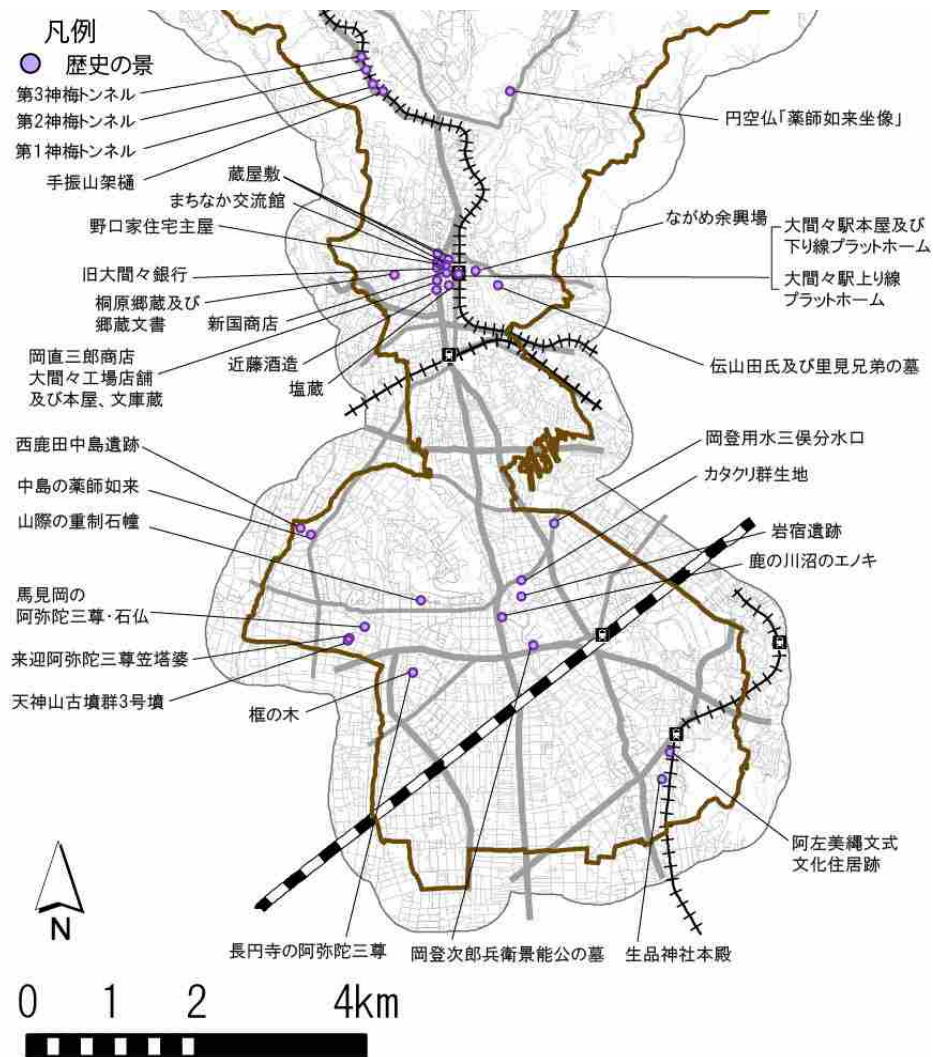 凡例
歴史の景
第3神梅トンネル
第2神梅トンネル
第1神梅トンネル
手振山架樋
蔵屋敷
まちなか交流館
野口家住宅主屋
旧大間々銀行
桐原郷蔵及び
郷蔵文書
新国商店
岡直三郎商店
大間々工場店舗
及び本屋、文庫蔵
近藤酒造
塩蔵
円空仏「薬師如来坐像」
ながめ余興場
大間々駅本屋及び
下り線プラットホーム
大間々駅上り線
プラットホーム
伝山田氏及び里見兄弟の墓
西鹿田中島遺跡
中島の薬師如来
山際の重制石幢
馬見岡の
阿弥陀三尊・石仏
来迎阿弥陀三尊笠塔婆
天神山古墳群3号墳
榧の木
岡登用水三俣分水口
カタクリ群生地
岩宿遺跡
鹿の川沼のエノキ
阿左美縄文式
文化住居跡
長円寺の阿弥陀三尊
岡登次郎兵衛景能公の墓
生品神社本殿
N
0 1 2 4km